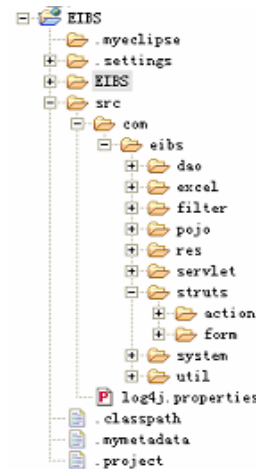 EIBS
.myeclipse
.settings
EIBS
src
com
eibs
dao
excel
filter
pojo
res
servlet
struts
action
form
system
util
log4j.properties
.classpath
.mymetadata
.project